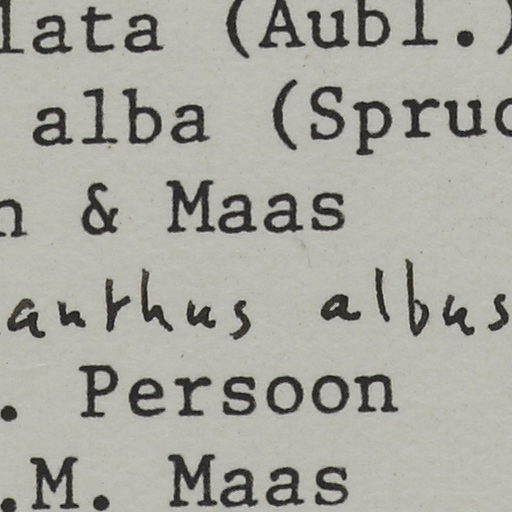 lata (Aubl.)
alba (Spruc
n & Maas
anthus albus
. Persoon
.M. Maas